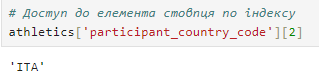 # Доступ до елемента стовпця по індексу
athletics['participant_country_code'][2]
'ITA'